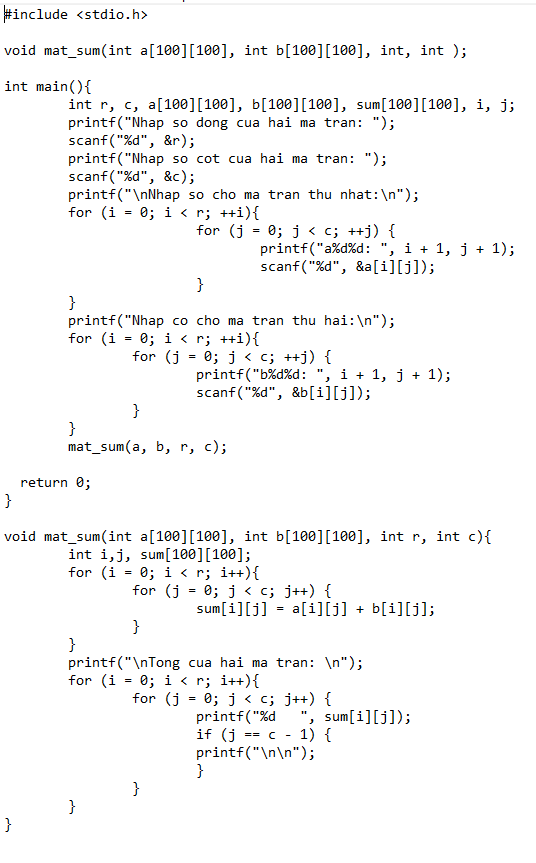 #include <stdio.h>

void mat_sum(int a[100][100], int b[100][100], int, int );

int main(){
        int r, c, a[100][100], b[100][100], sum[100][100], i, j;
        printf("Nhap so dong cua hai ma tran: ");
        scanf("%d", &r);
        printf("Nhap so cot cua hai ma tran: ");
        scanf("%d", &c);
        printf("\nNhap so cho ma tran thu nhat:\n");
        for (i = 0; i < r; ++i){
                        for (j = 0; j < c; ++j) {
                                printf("a%d%d: ", i + 1, j + 1);
                                scanf("%d", &a[i][j]);
                        }
        }
        printf("Nhap co cho ma tran thu hai:\n");
        for (i = 0; i < r; ++i){
                for (j = 0; j < c; ++j) {
                        printf("b%d%d: ", i + 1, j + 1);
                        scanf("%d", &b[i][j]);
                }
        }
        mat_sum(a, b, r, c);

  return 0;
}

void mat_sum(int a[100][100], int b[100][100], int r, int c){
        int i,j, sum[100][100];
        for (i = 0; i < r; i++){
                for (j = 0; j < c; j++) {
                        sum[i][j] = a[i][j] + b[i][j];
                }
        }
        printf("\nTong cua hai ma tran: \n");
        for (i = 0; i < r; i++){
                for (j = 0; j < c; j++) {
                        printf("%d   ", sum[i][j]);
                        if (j == c - 1) {
                        printf("\n\n");
                        }
                }
        }
}